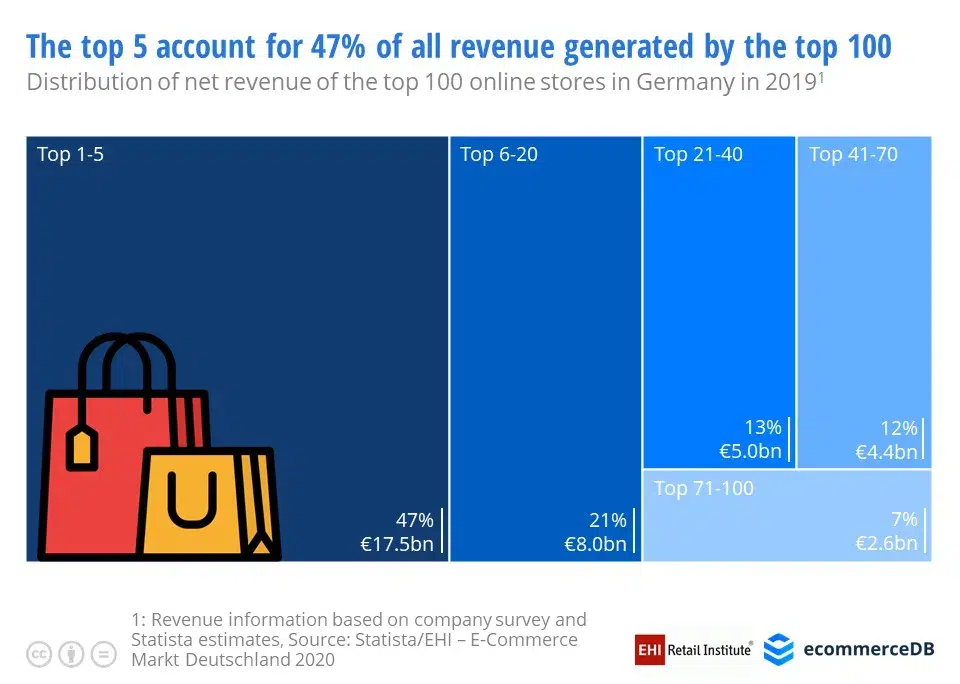 The top 5 account for 47% of all revenue generated by the top 100
Distribution of net revenue of the top 100 online stores in Germany in 2019¹
Top 1-5
47%
€17.5bn
Top 6-20
21%
€8.0bn
Top 21-40
13%
€5.0bn
Top 41-70
12%
€4.4bn
Top 71-100
7%
€2.6bn
1: Revenue information based on company survey and
Statista estimates, Source: Statista/EHI – E-Commerce
Markt Deutschland 2020
cc
EHI Retail Institute®
ecommerceDB